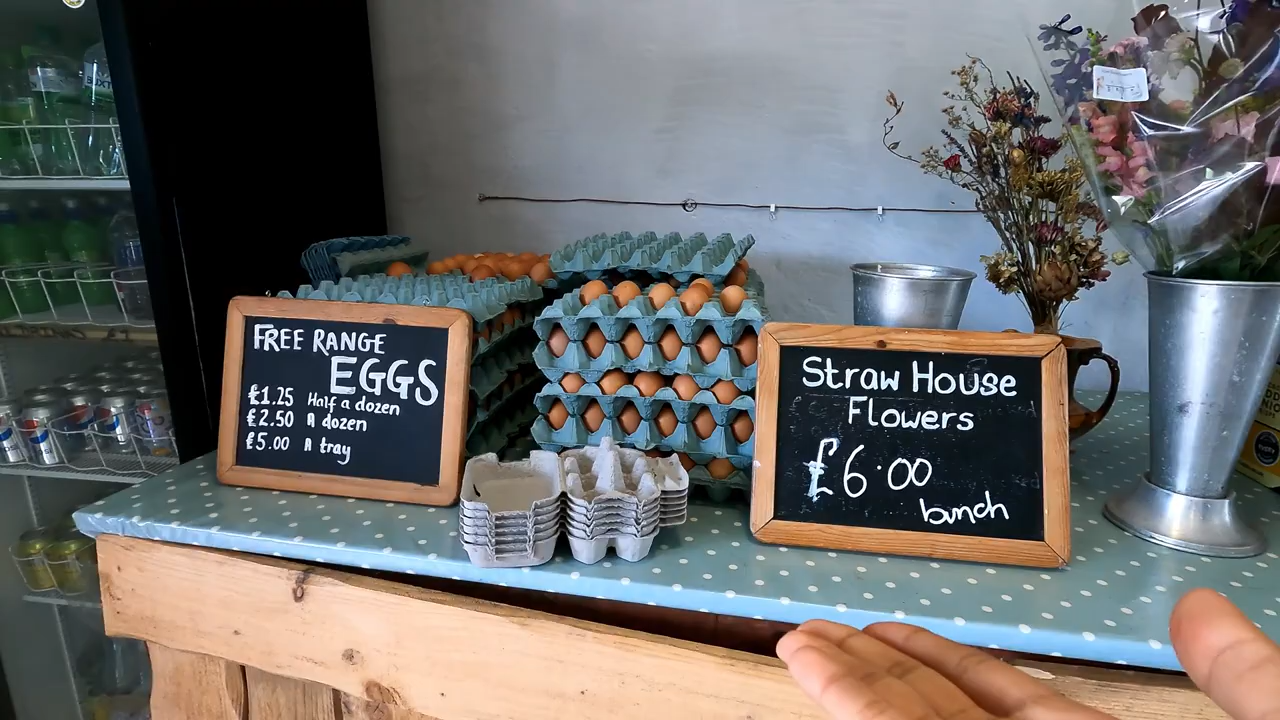 FREE RANGE
EGGS
£1.25 Half a dozen
£2.50 A dozen
£5.00 A tray
Straw House
Flowers
£6.00
bunch